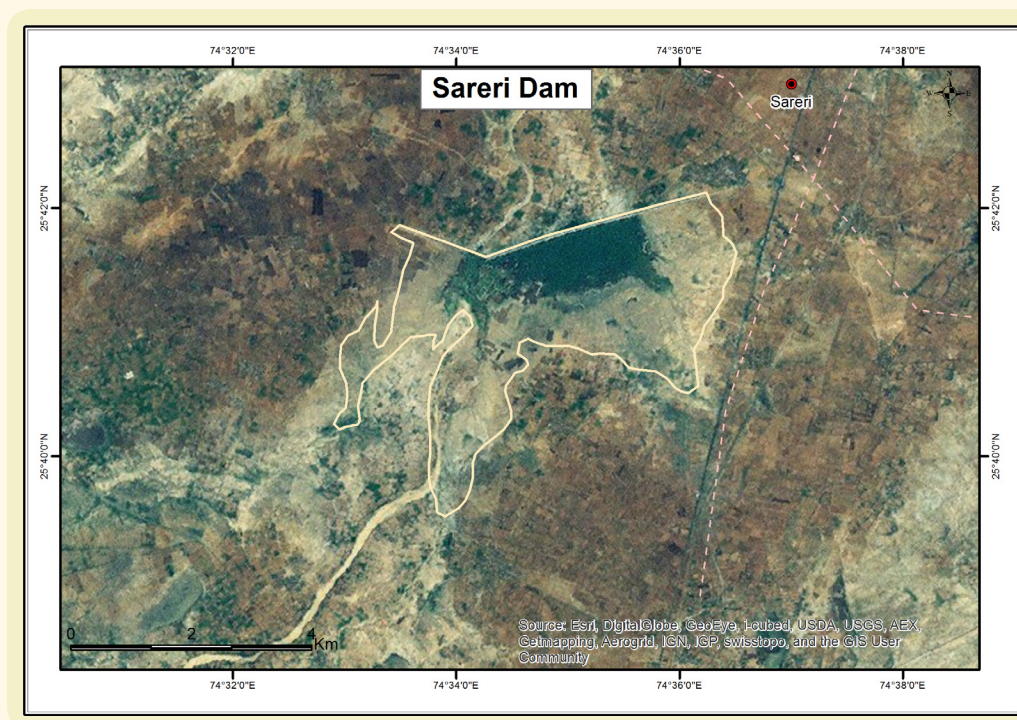 74°32'0"E 74°34'0"E 74°36'0"E 74°38'0"E
Sareri Dam
N
W E
S
Sareri
25°42'0"N 25°42'0"N
25°40'0"N 25°40'0"N
0 2 4
Km
Source: Esri, DigitalGlobe, GeoEye, i-cubed, USDA, USGS, AEX,
Getmapping, Aerogrid, IGN, IGP, swisstopo, and the GIS User
Community
74°32'0"E 74°34'0"E 74°36'0"E 74°38'0"E